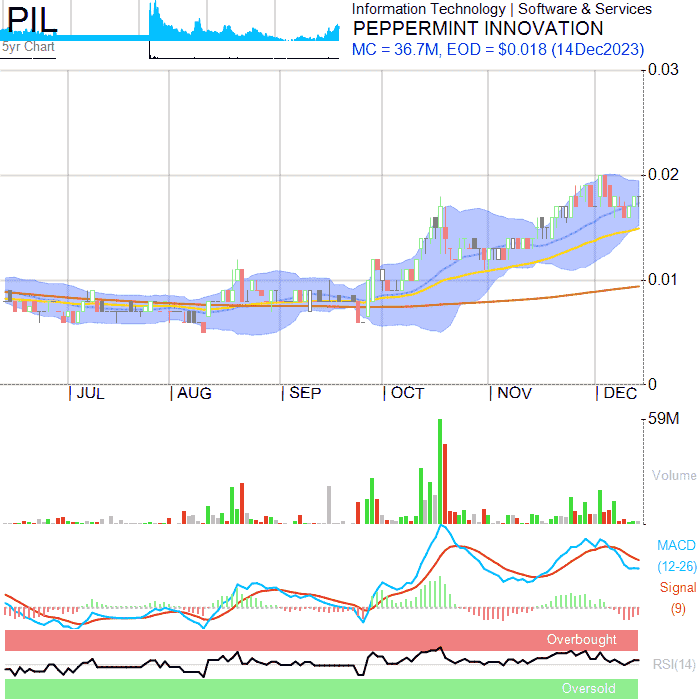 PIL
5yr Chart
Information Technology | Software & Services
PEPPERMINT INNOVATION
MC = 36.7M, EOD = $0.018 (14Dec2023)
0.03
0.02
0.01
0
| JUL | AUG | SEP | OCT | NOV | DEC
59M
Volume
MACD
(12-26)
Signal
(9)
Overbought
RSI(14)
Oversold